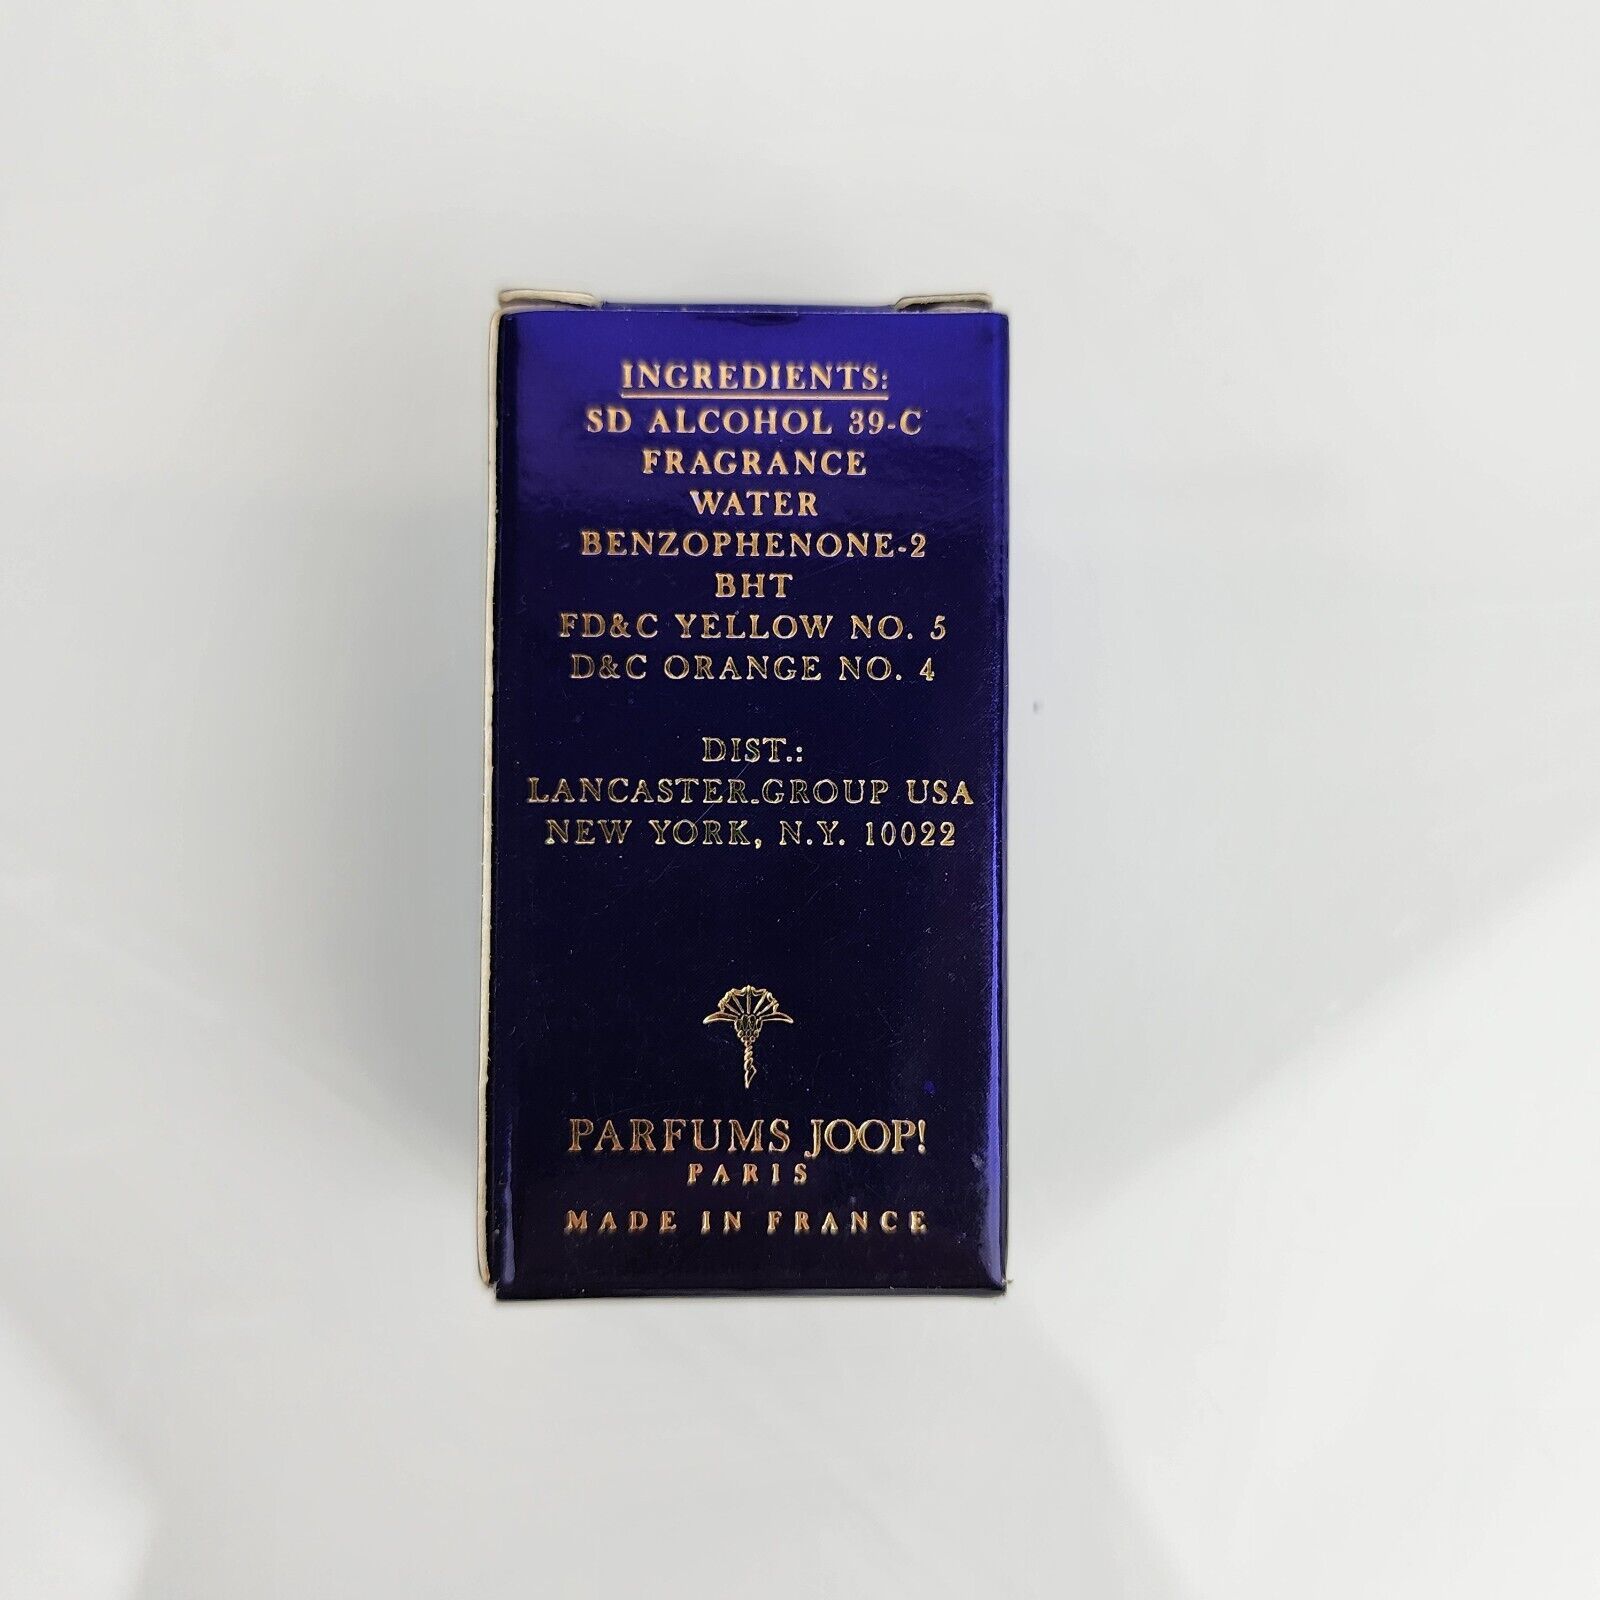 INGREDIENTS:
SD ALCOHOL 39-C
FRAGRANCE
WATER
BENZOPHENONE-2
BHT
FD&C YELLOW NO. 5
D&C ORANGE NO. 4
DIST.:
LANCASTER.GROUP USA
NEW YORK, N.Y. 10022
PARFUMS JOOP!
PARIS
MADE IN FRANCE